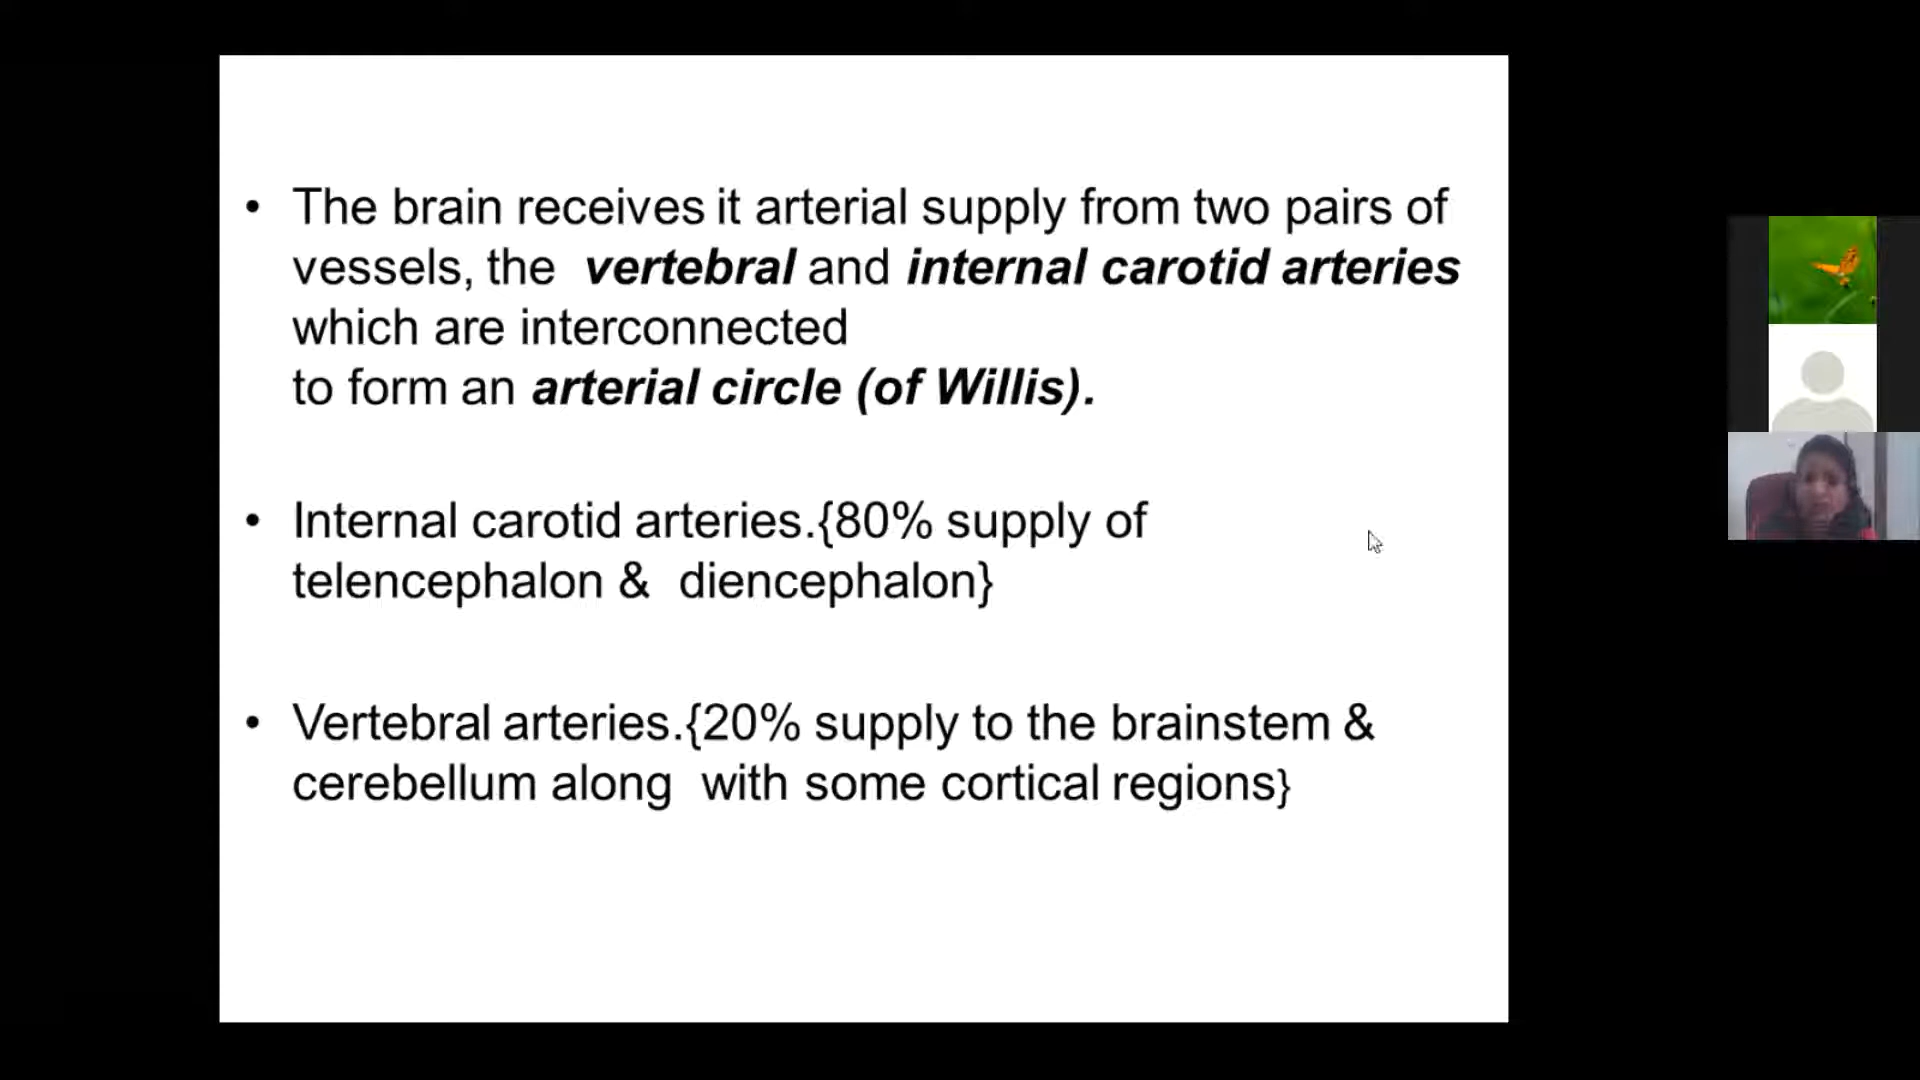 • The brain receives it arterial supply from two pairs of
vessels, the vertebral and internal carotid arteries
which are interconnected
to form an arterial circle (of Willis).
• Internal carotid arteries.{80% supply of
telencephalon & diencephalon}
• Vertebral arteries.{20% supply to the brainstem &
cerebellum along with some cortical regions}